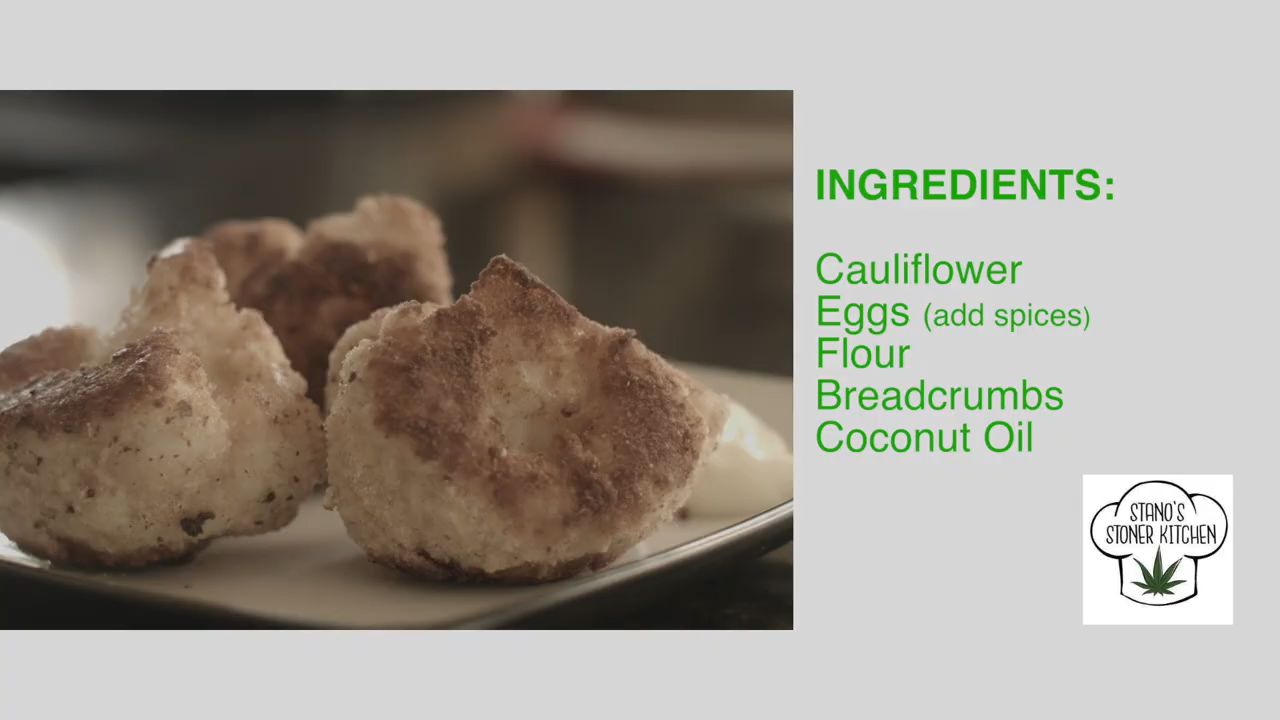 INGREDIENTS:
Cauliflower
Eggs (add spices)
Flour
Breadcrumbs
Coconut Oil
STANO'S
STONER KITCHEN